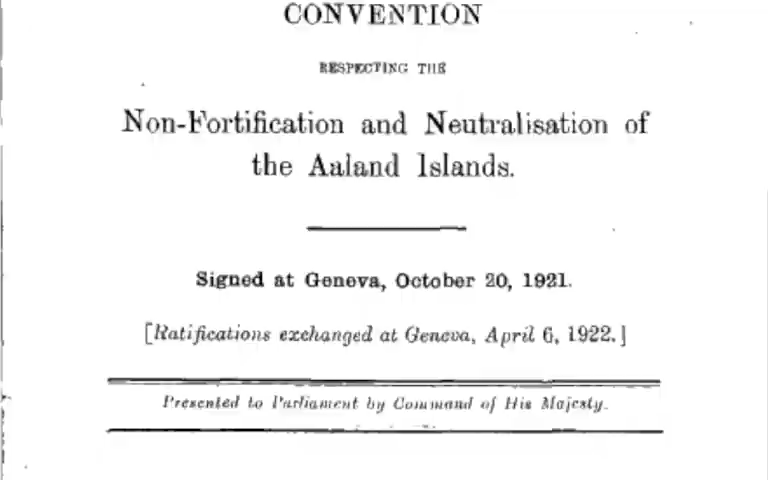 CONVENTION
RESPECTING THE
Non-Fortification and Neutralisation of
the Aaland Islands.
Signed at Geneva, October 20, 1921.
[Ratifications exchanged at Geneva, April 6, 1922.]
Presented to Parliament by Command of His Majesty.